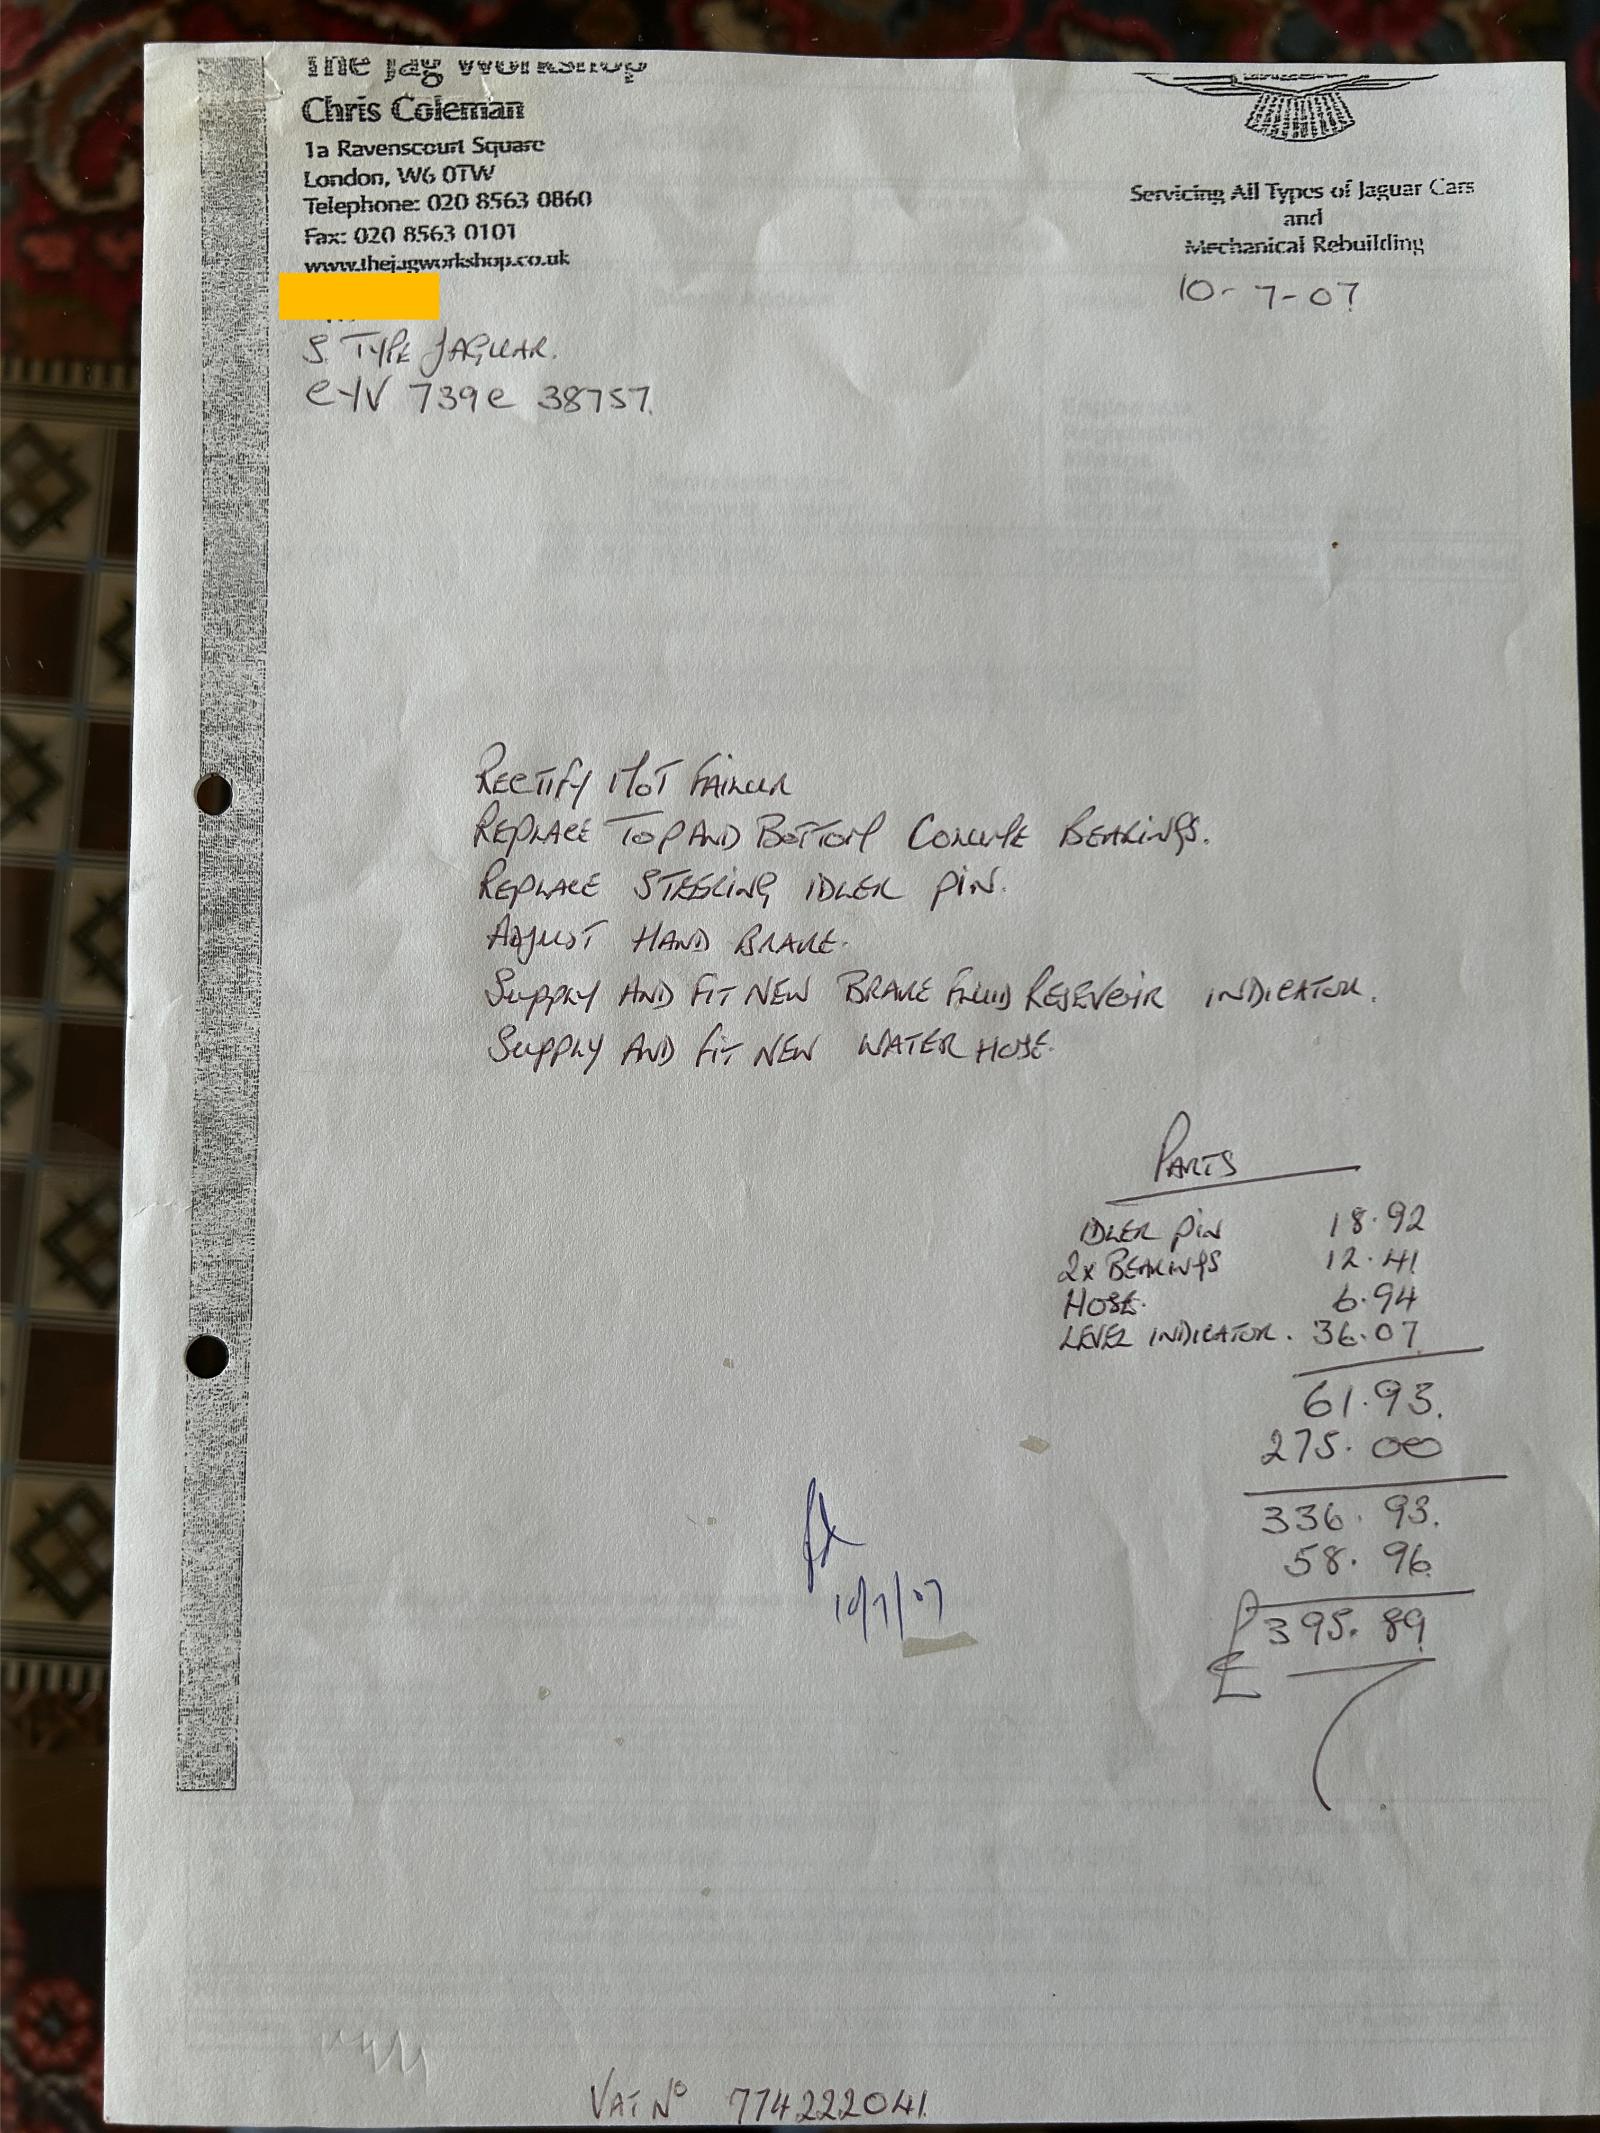 The Jag Workshop
Chris Coleman
1a Ravenscourt Square
London, W6 0TW
Telephone: 020 8563 0860
Fax: 020 8563 0101
www.thejagworkshop.co.uk
Servicing All Types of Jaguar Cars
and
Mechanical Rebuilding
10-7-07
S. TYPE JAGUAR.
CYV 739E 38757.
RECTIFY MOT FAILUR
REPLACE TOP AND BOTTOM COLUMN BEARINGS.
REPLACE STEERING IDLER PIN.
ADJUST HAND BRAKE.
SUPPLY AND FIT NEW BRAKE FLUID RESEVOIR INDICATOR.
SUPPLY AND FIT NEW WATER HOSE.
PARTS
IDLER PIN 18.92
2x BEARINGS 12.41
HOSE. 6.94
LEVEL INDICATOR. 36.07
61.93.
275.00
336.93.
58.96
£395.89
10/7/07
VAT No 774222041